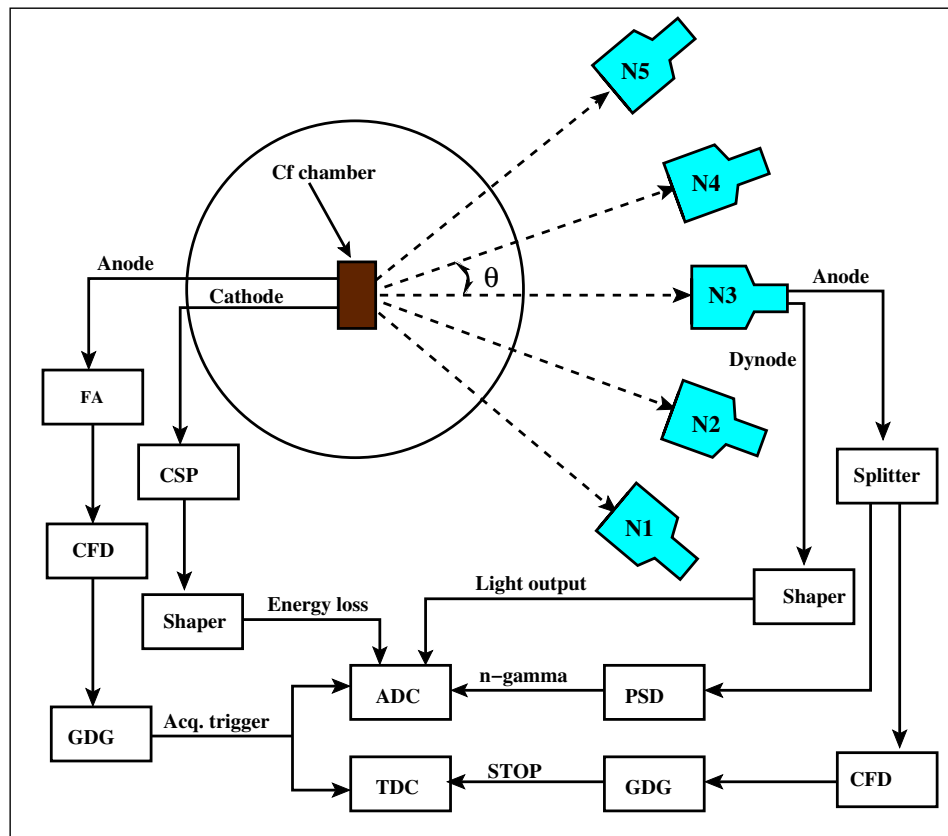 N5
N4
Cf chamber
Anode
Cathode
θ
N3
Anode
Dynode
FA
N2
CSP
Splitter
N1
CFD
Light output
Shaper
Energy loss
Shaper
n−gamma
ADC
PSD
Acq. trigger
GDG
STOP
TDC
GDG
CFD